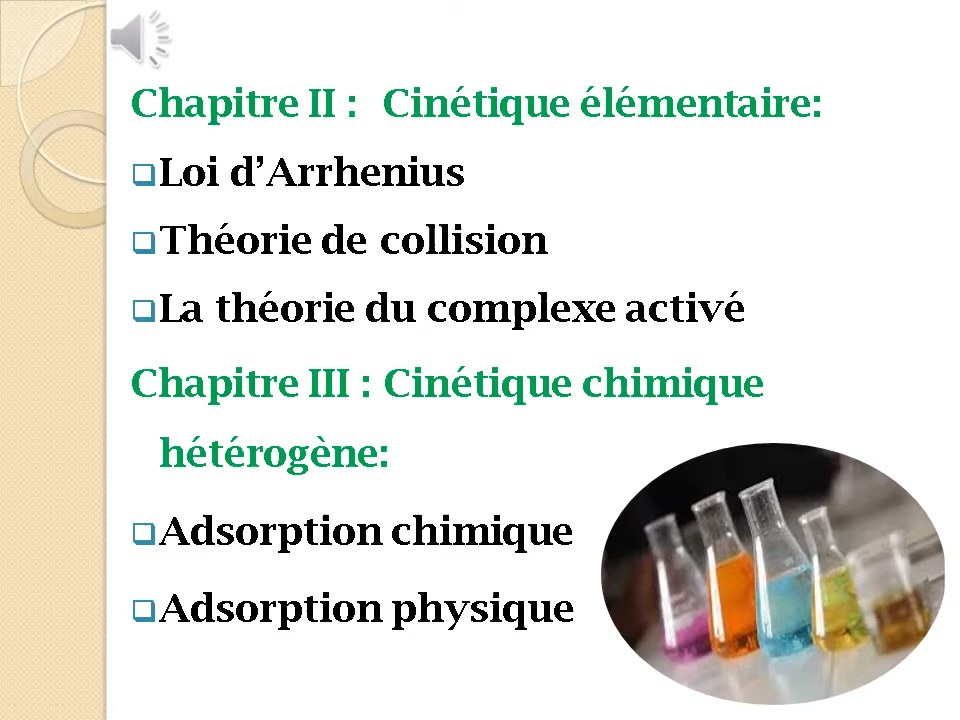 Chapitre II : Cinétique élémentaire:
Loi d’Arrhenius
Théorie de collision
La théorie du complexe activé
Chapitre III : Cinétique chimique
hétérogène:
Adsorption chimique
Adsorption physique